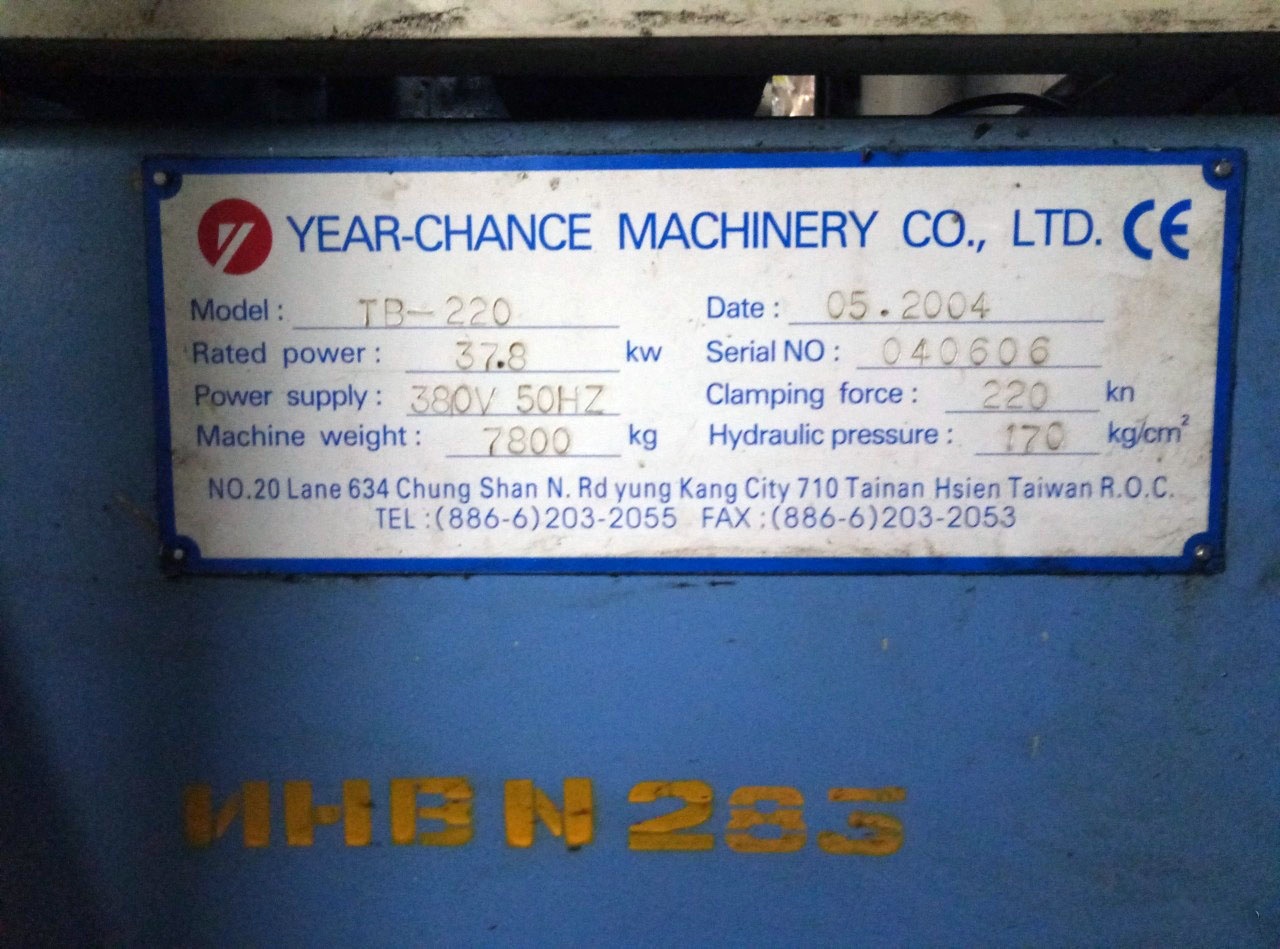 YEAR-CHANCE MACHINERY CO., LTD. CE
Model : TB-220 Date : 05.2004
Rated power : 37.8 kw Serial NO : 040606
Power supply : 380V 50HZ Clamping force : 220 kn
Machine weight : 7800 kg Hydraulic pressure : 170 kg/cm²
NO.20 Lane 634 Chung Shan N. Rd yung Kang City 710 Tainan Hsien Taiwan R.O.C.
TEL :(886-6)203-2055 FAX :(886-6)203-2053
ИНВ N 285